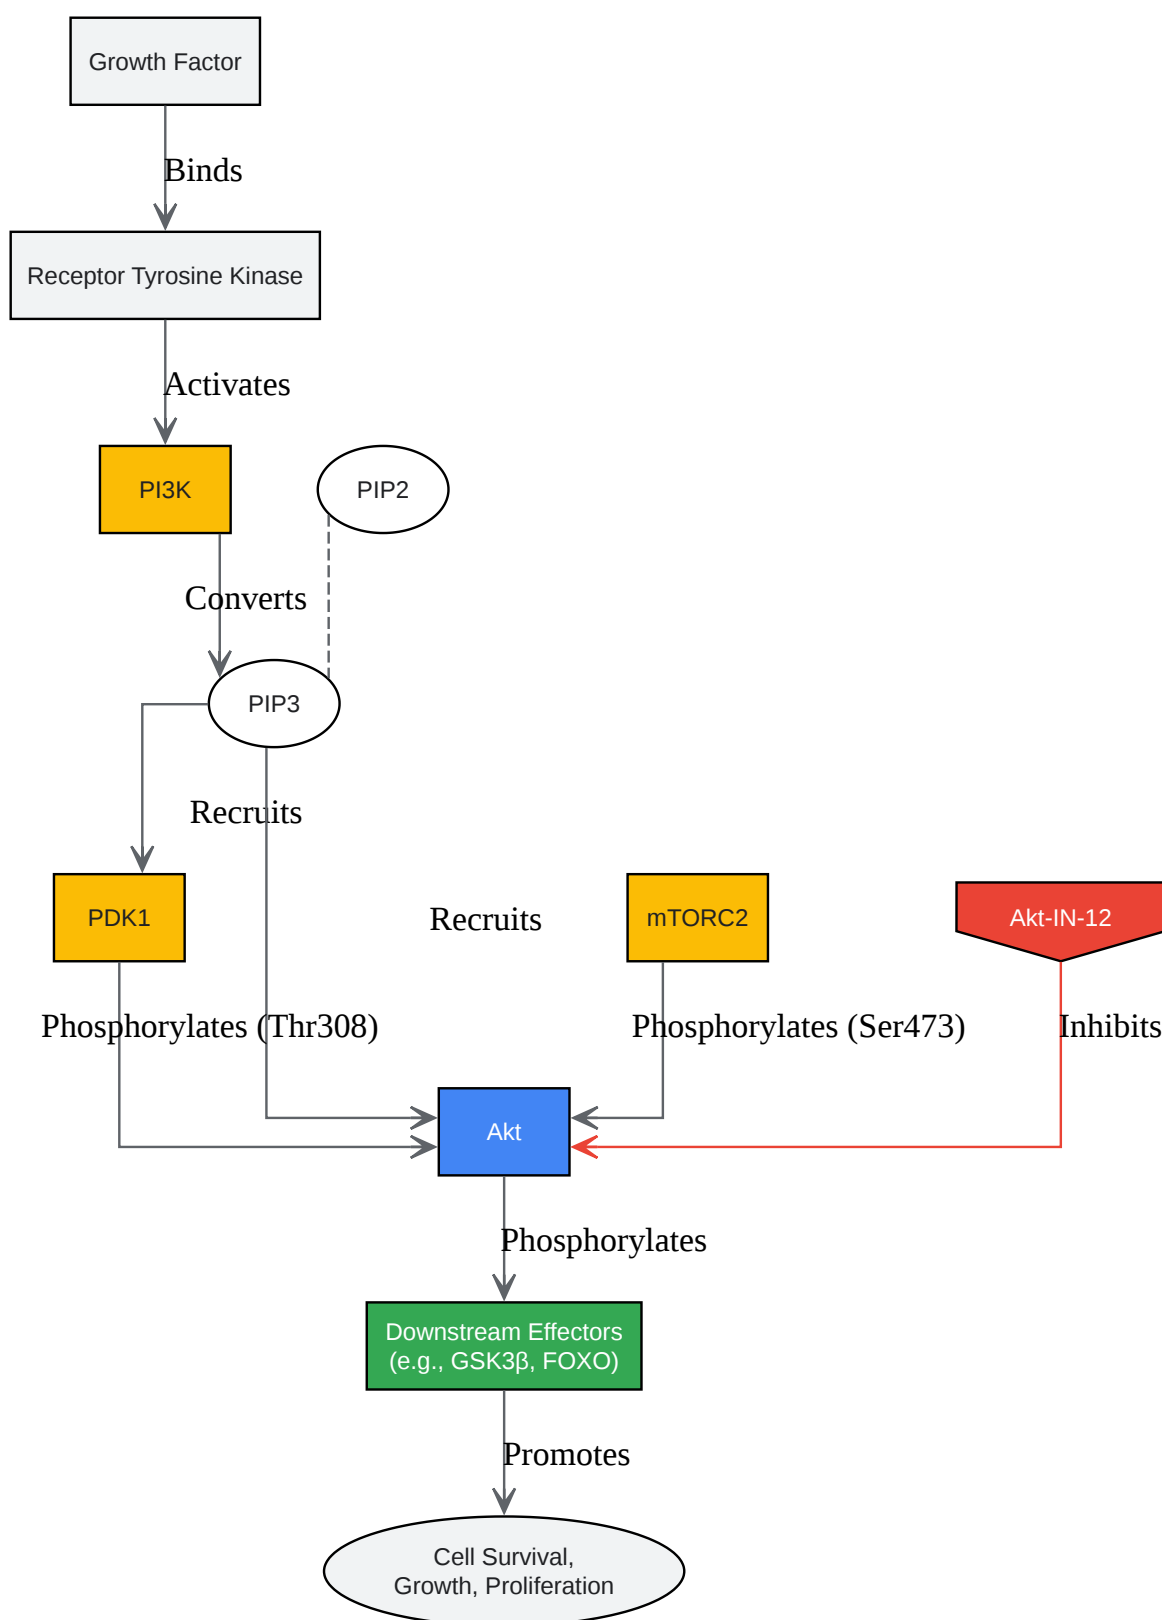 Growth Factor
Binds
Receptor Tyrosine Kinase
Activates
PI3K
PIP2
Converts
PIP3
Recruits
PDK1
Recruits
mTORC2
Akt-IN-12
Phosphorylates (Thr308)
Phosphorylates (Ser473)
Inhibits
Akt
Phosphorylates
Downstream Effectors
(e.g., GSK3β, FOXO)
Promotes
Cell Survival,
Growth, Proliferation